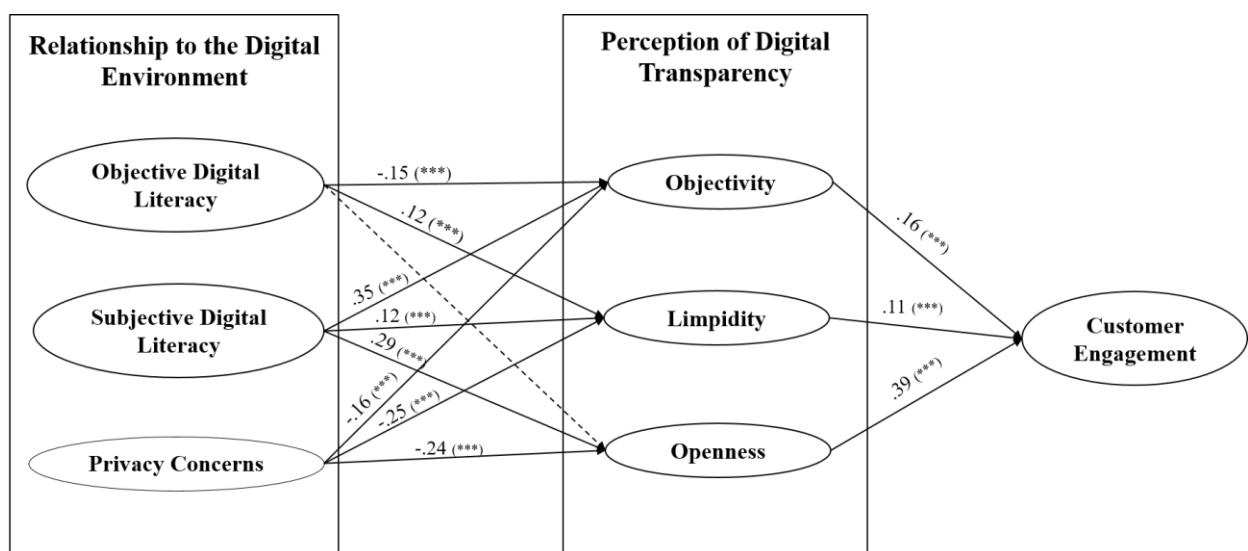 Relationship to the Digital
Environment
Perception of Digital
Transparency
Objective Digital
Literacy
Subjective Digital
Literacy
Privacy Concerns
-.15 (***)
.12 (***)
.35 (***)
.12 (***)
.29 (***)
-.16 (***)
-.25 (***)
-.24 (***)
Objectivity
Limpidity
Openness
.16 (***)
.11 (***)
.39 (***)
Customer
Engagement